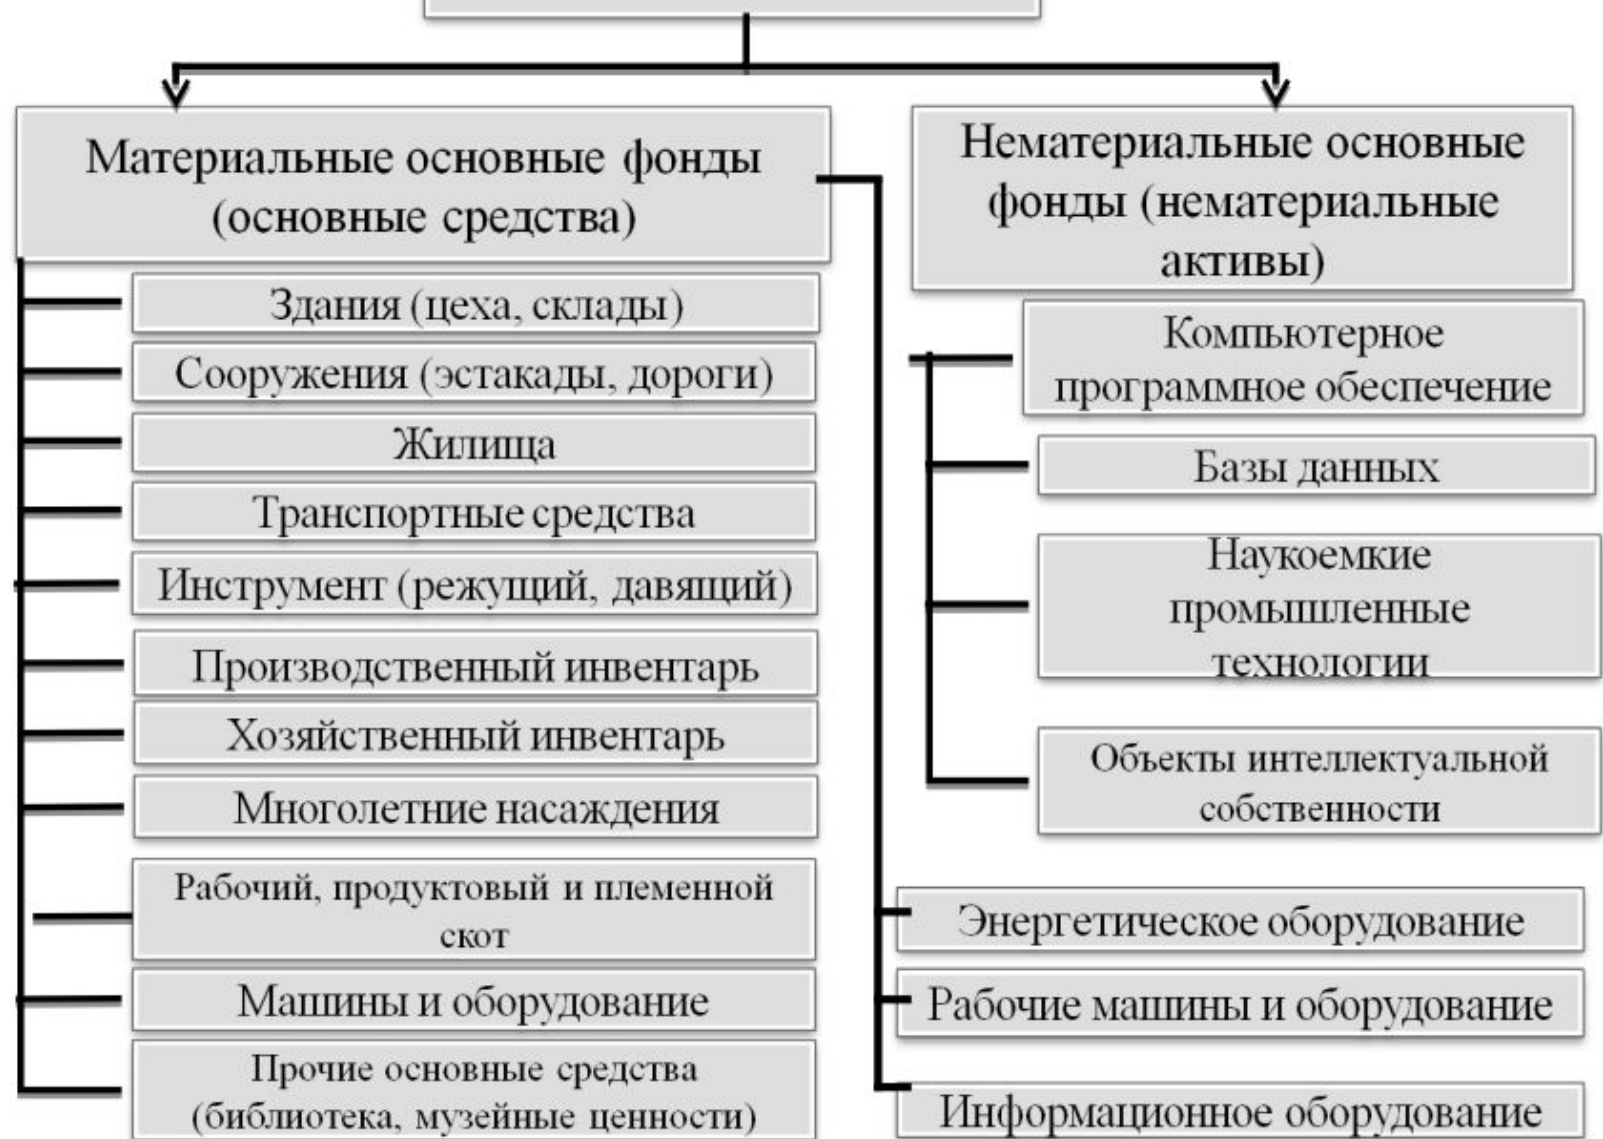 Материальные основные фонды
(основные средства)
Здания (цеха, склады)
Сооружения (эстакады, дороги)
Жилища
Транспортные средства
Инструмент (режущий, давящий)
Производственный инвентарь
Хозяйственный инвентарь
Многолетние насаждения
Рабочий, продуктовый и племенной
скот
Машины и оборудование
Прочие основные средства
(библиотека, музейные ценности)
Нематериальные основные
фонды (нематериальные
активы)
Компьютерное
программное обеспечение
Базы данных
Наукоемкие
промышленные
технологии
Объекты интеллектуальной
собственности
Энергетическое оборудование
Рабочие машины и оборудование
Информационное оборудование